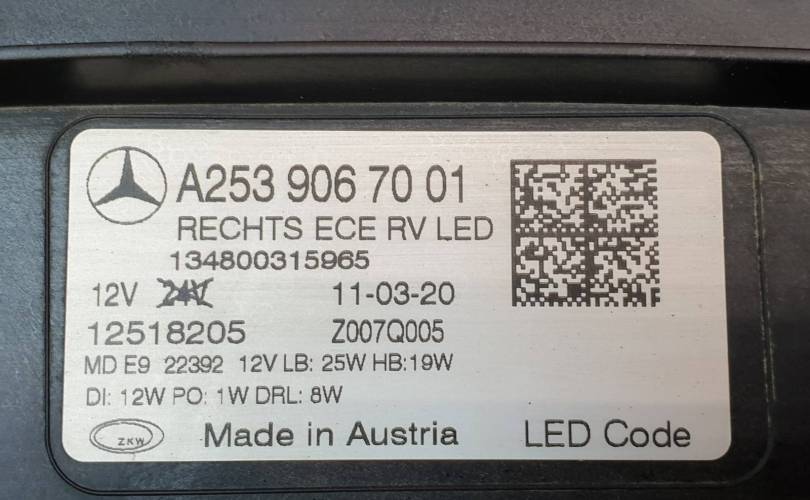 A253 906 70 01
RECHTS ECE RV LED
134800315965
12V 24V 11-03-20
12518205 Z007Q005
MD E9 22392 12V LB: 25W HB:19W
DI: 12W PO: 1W DRL: 8W
ZKW Made in Austria LED Code